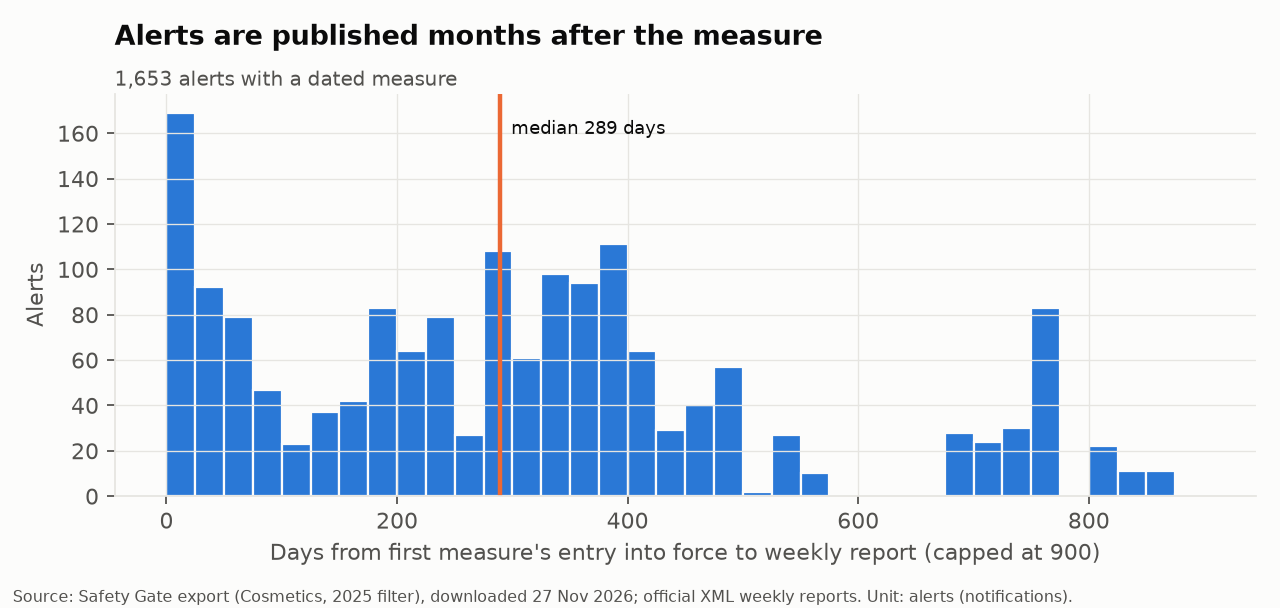 Alerts are published months after the measure
1,653 alerts with a dated measure
median 289 days
Alerts
160
140
120
100
80
60
40
20
0
0 200 400 600 800
Days from first measure's entry into force to weekly report (capped at 900)
Source: Safety Gate export (Cosmetics, 2025 filter), downloaded 27 Nov 2026; official XML weekly reports. Unit: alerts (notifications).